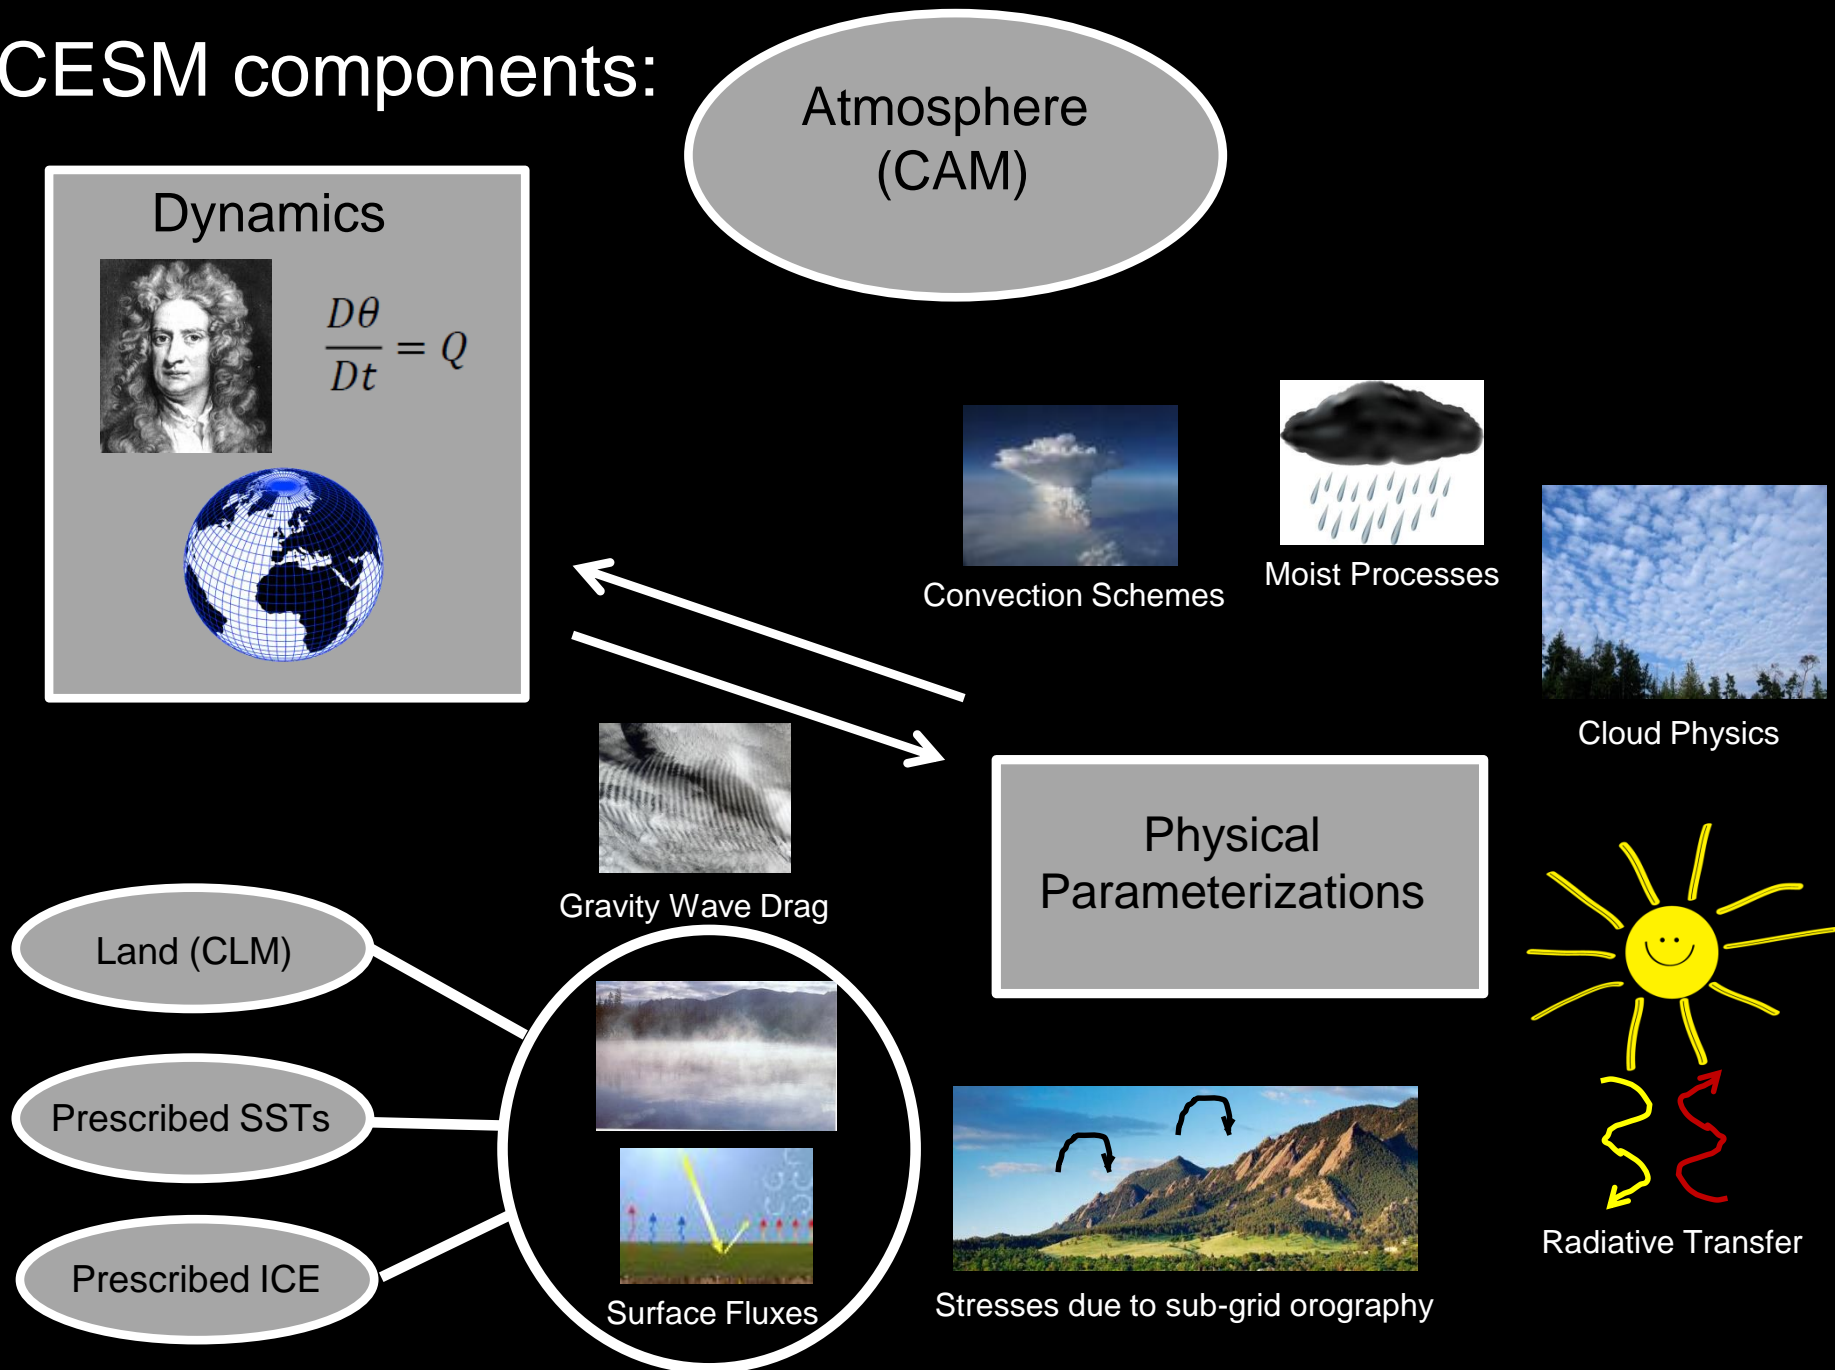 CESM components:
Atmosphere
(CAM)
Dynamics
Dθ
Dt
= Q
Convection Schemes
Moist Processes
Cloud Physics
Gravity Wave Drag
Physical
Parameterizations
Land (CLM)
Prescribed SSTs
Prescribed ICE
Surface Fluxes
Stresses due to sub-grid orography
Radiative Transfer